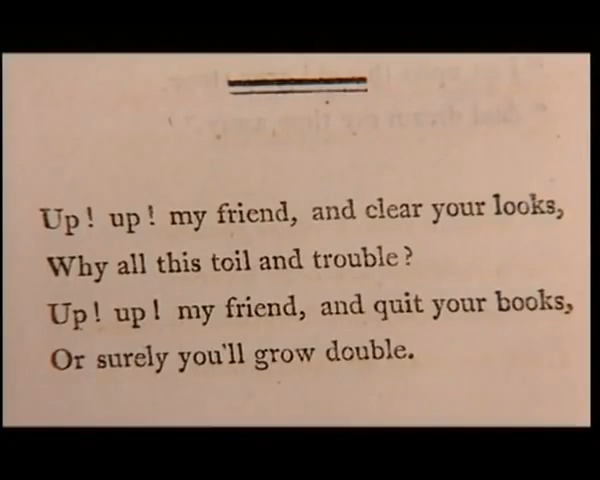 Up! up! my friend, and clear your looks,
Why all this toil and trouble?
Up! up! my friend, and quit your books,
Or surely you'll grow double.